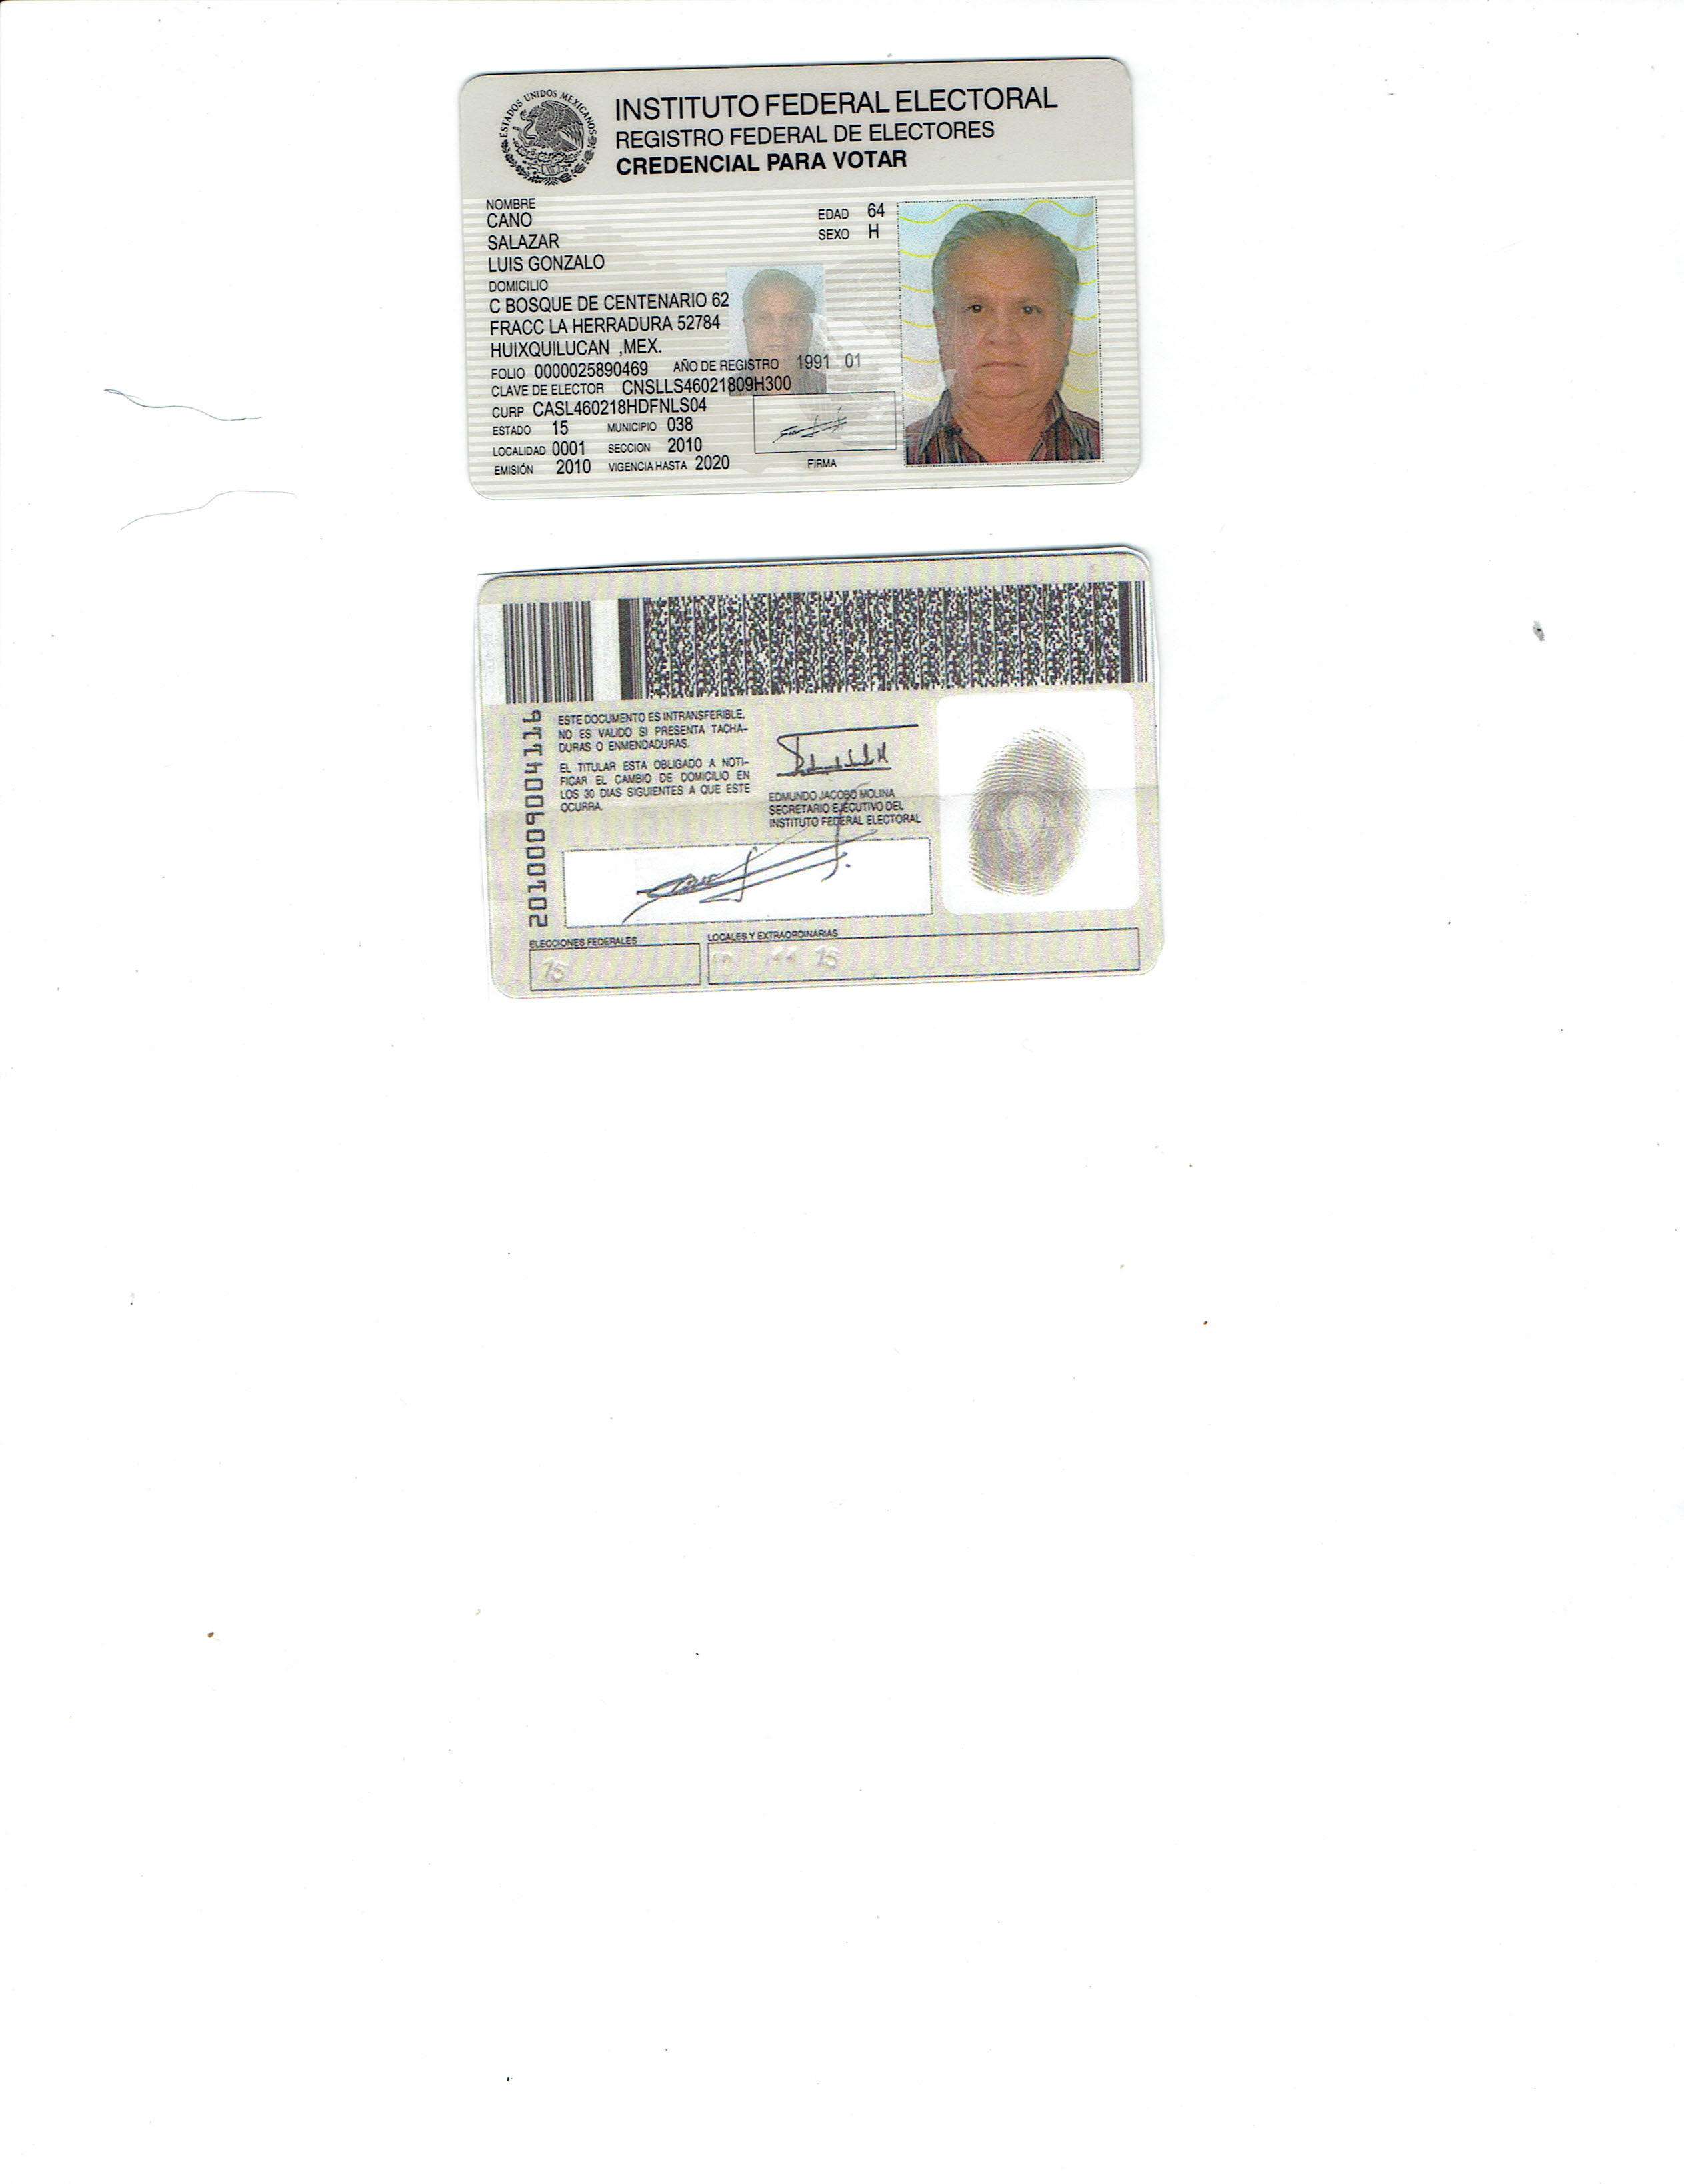 ESTADOS UNIDOS MEXICANOS
INSTITUTO FEDERAL ELECTORAL
REGISTRO FEDERAL DE ELECTORES
CREDENCIAL PARA VOTAR
NOMBRE
CANO
SALAZAR
LUIS GONZALO
EDAD 64
SEXO H
DOMICILIO
C BOSQUE DE CENTENARIO 62
FRACC LA HERRADURA 52784
HUIXQUILUCAN ,MEX.
FOLIO 0000025890469 AÑO DE REGISTRO 1991 01
CLAVE DE ELECTOR CNSLLS46021809H300
CURP CASL460218HDFNLS04
ESTADO 15 MUNICIPIO 038
LOCALIDAD 0001 SECCION 2010
EMISIÓN 2010 VIGENCIA HASTA 2020 FIRMA
2010009004116
ESTE DOCUMENTO ES INTRANSFERIBLE,
NO ES VALIDO SI PRESENTA TACHA-
DURAS O ENMENDADURAS.
EL TITULAR ESTA OBLIGADO A NOTI-
FICAR EL CAMBIO DE DOMICILIO EN
LOS 30 DIAS SIGUIENTES A QUE ESTE
OCURRA.
EDMUNDO JACOBO MOLINA
SECRETARIO EJECUTIVO DEL
INSTITUTO FEDERAL ELECTORAL
ELECCIONES FEDERALES
LOCALES Y EXTRAORDINARIAS
15
15